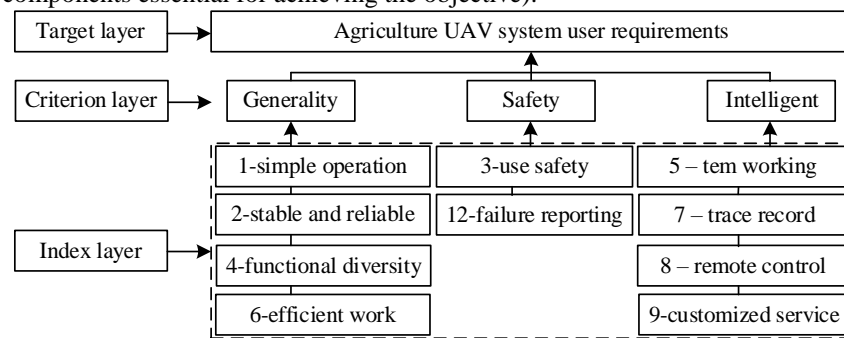 components essential for achieving the objective).
Target layer
Agriculture UAV system user requirements
Criterion layer
Generality
Safety
Intelligent
Index layer
1-simple operation
3-use safety
5 – tem working
2-stable and reliable
12-failure reporting
7 – trace record
4-functional diversity
8 – remote control
6-efficient work
9-customized service